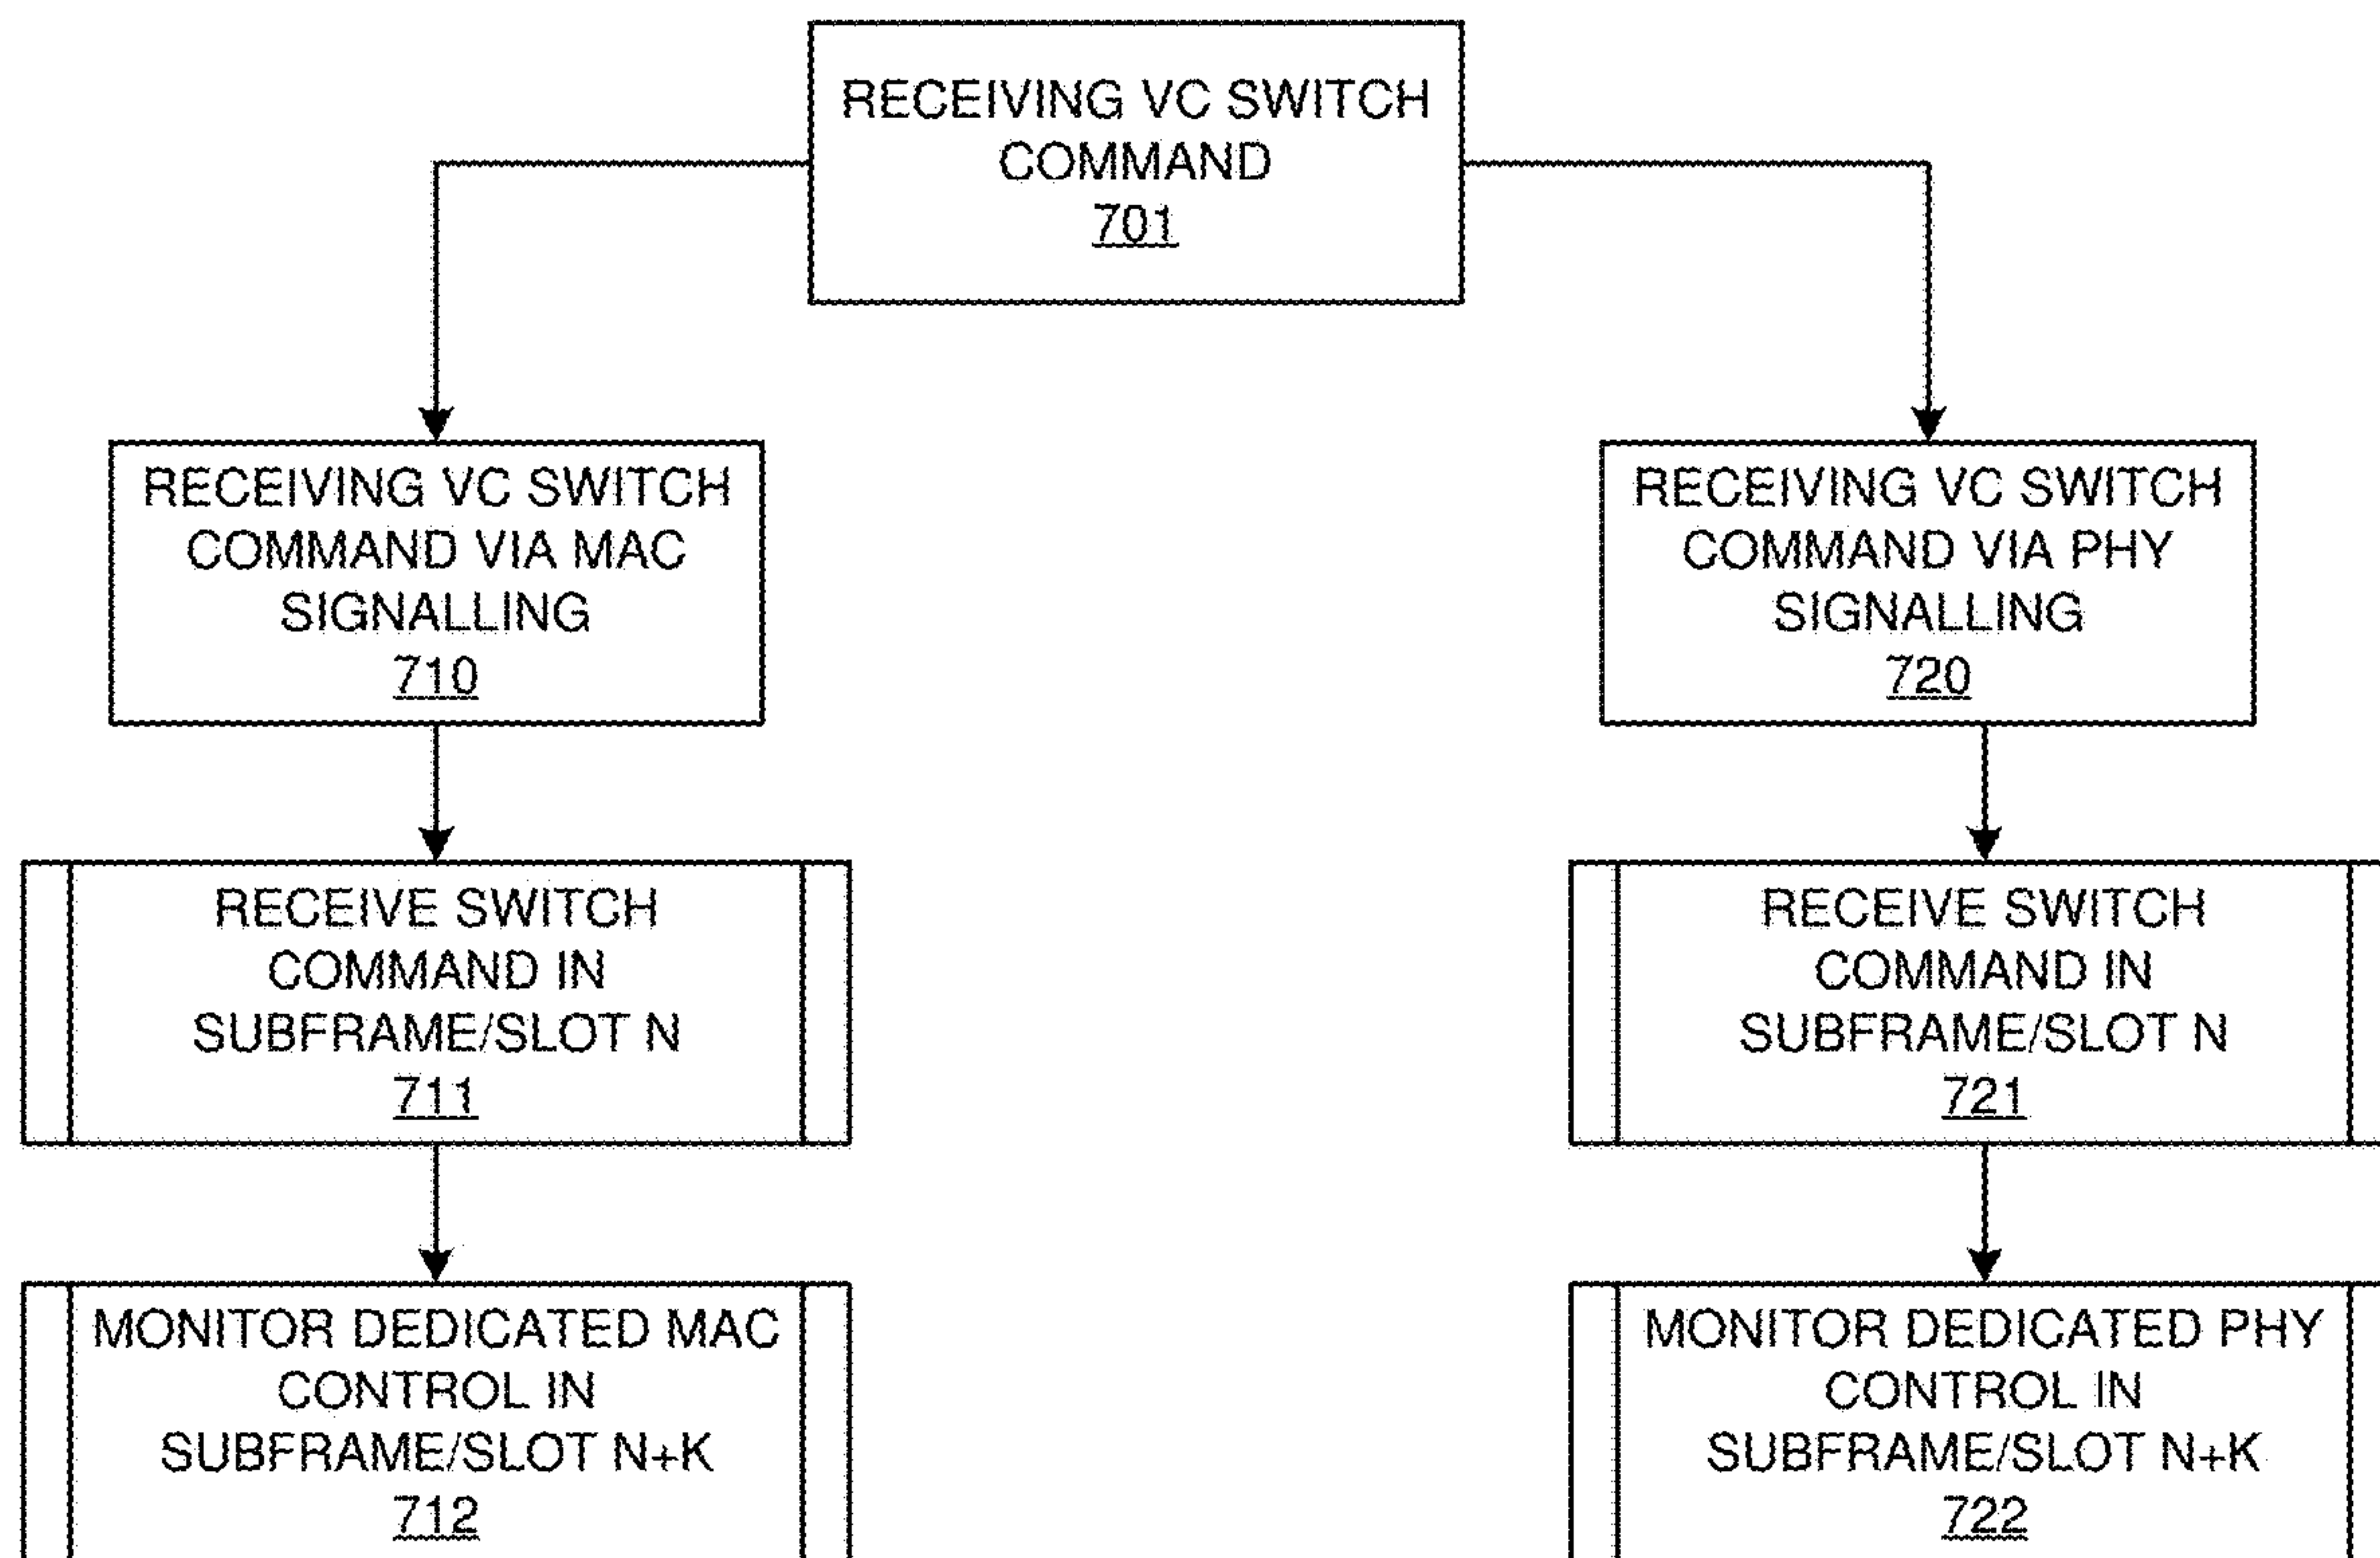 RECEIVING VC SWITCH
COMMAND
701
RECEIVING VC SWITCH
COMMAND VIA MAC
SIGNALLING
710
RECEIVING VC SWITCH
COMMAND VIA PHY
SIGNALLING
720
RECEIVE SWITCH
COMMAND IN
SUBFRAME/SLOT N
711
RECEIVE SWITCH
COMMAND IN
SUBFRAME/SLOT N
721
MONITOR DEDICATED MAC
CONTROL IN
SUBFRAME/SLOT N+K
712
MONITOR DEDICATED PHY
CONTROL IN
SUBFRAME/SLOT N+K
722